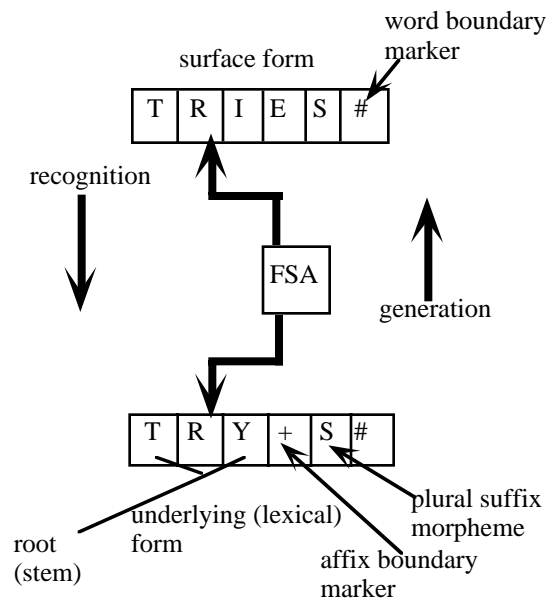 word boundary
marker
surface form
T R I E S #
recognition
FSA
generation
T R Y + S #
plural suffix
morpheme
underlying (lexical)
form
root
(stem)
affix boundary
marker